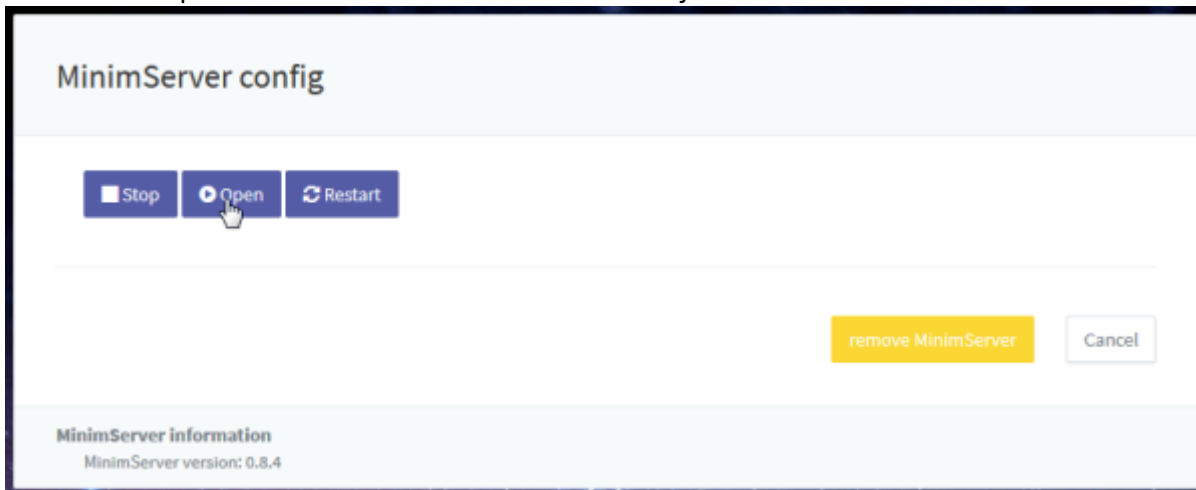 MinimServer config
Stop Open Restart
remove MinimServer Cancel
MinimServer information
MinimServer version: 0.8.4